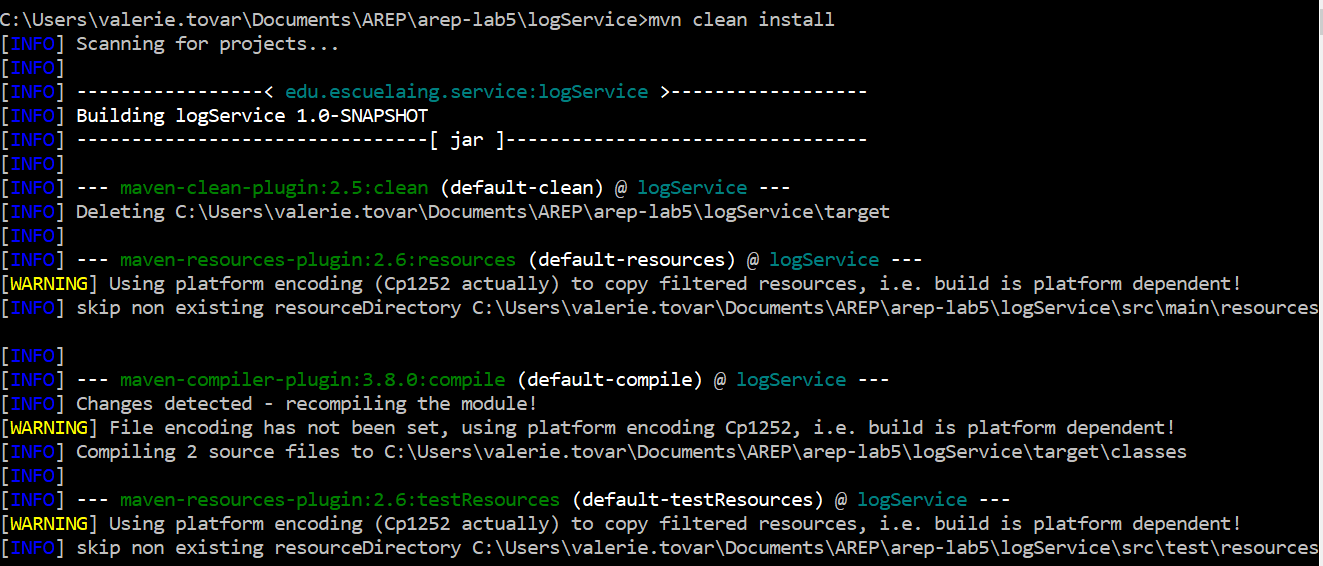 C:\Users\valerie.tovar\Documents\AREP\arep-lab5\logService>mvn clean install
[INFO] Scanning for projects...
[INFO]
[INFO] -----------------< edu.escuelaing.service:logService >------------------
[INFO] Building logService 1.0-SNAPSHOT
[INFO] --------------------------------[ jar ]---------------------------------
[INFO]
[INFO] --- maven-clean-plugin:2.5:clean (default-clean) @ logService ---
[INFO] Deleting C:\Users\valerie.tovar\Documents\AREP\arep-lab5\logService\target
[INFO]
[INFO] --- maven-resources-plugin:2.6:resources (default-resources) @ logService ---
[WARNING] Using platform encoding (Cp1252 actually) to copy filtered resources, i.e. build is platform dependent!
[INFO] skip non existing resourceDirectory C:\Users\valerie.tovar\Documents\AREP\arep-lab5\logService\src\main\resources
[INFO]
[INFO] --- maven-compiler-plugin:3.8.0:compile (default-compile) @ logService ---
[INFO] Changes detected - recompiling the module!
[WARNING] File encoding has not been set, using platform encoding Cp1252, i.e. build is platform dependent!
[INFO] Compiling 2 source files to C:\Users\valerie.tovar\Documents\AREP\arep-lab5\logService\target\classes
[INFO]
[INFO] --- maven-resources-plugin:2.6:testResources (default-testResources) @ logService ---
[WARNING] Using platform encoding (Cp1252 actually) to copy filtered resources, i.e. build is platform dependent!
[INFO] skip non existing resourceDirectory C:\Users\valerie.tovar\Documents\AREP\arep-lab5\logService\src\test\resources